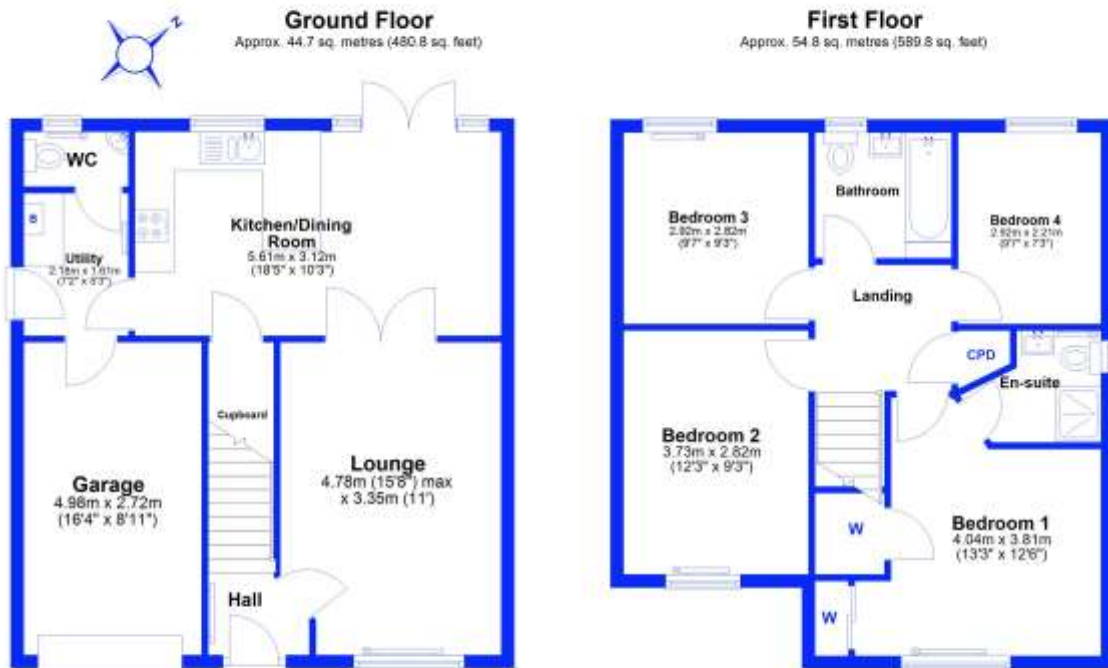 Z
Ground Floor
Approx. 44.7 sq. metres (480.8 sq. feet)
WC
B
Utility
2.18m x 1.61m
(7'2" x 5'3")
Kitchen/Dining
Room
5.61m x 3.12m
(18'5" x 10'3")
Cupboard
Garage
4.98m x 2.72m
(16'4" x 8'11")
Lounge
4.78m (15'8") max
x 3.35m (11')
Hall
First Floor
Approx. 54.8 sq. metres (589.8 sq. feet)
Bedroom 3
2.92m x 2.82m
(9'7" x 9'3")
Bathroom
Bedroom 4
2.92m x 2.21m
(9'7" x 7'3")
Landing
CPD
En-suite
Bedroom 2
3.73m x 2.82m
(12'3" x 9'3")
W
Bedroom 1
4.04m x 3.81m
(13'3" x 12'6")
W